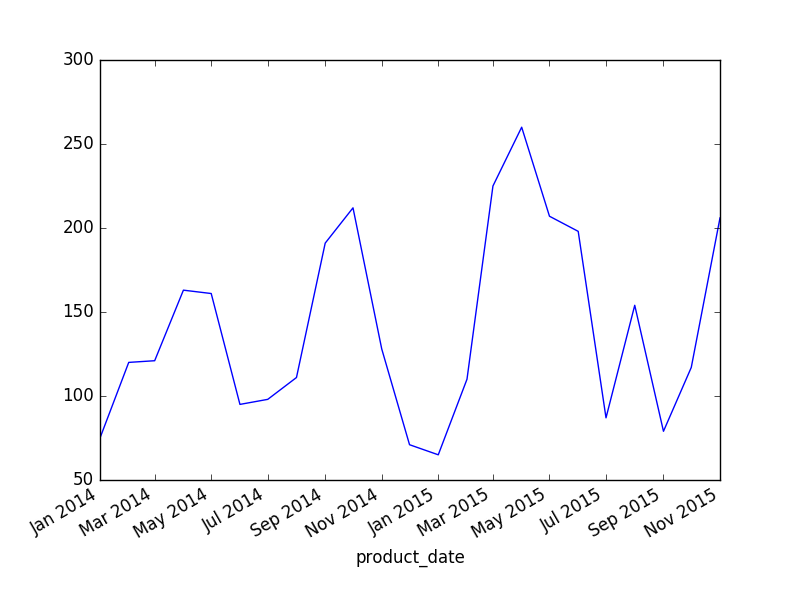 300
250
200
150
100
50
Jan 2014
Mar 2014
May 2014
Jul 2014
Sep 2014
Nov 2014
Jan 2015
Mar 2015
May 2015
Jul 2015
Sep 2015
Nov 2015
product_date